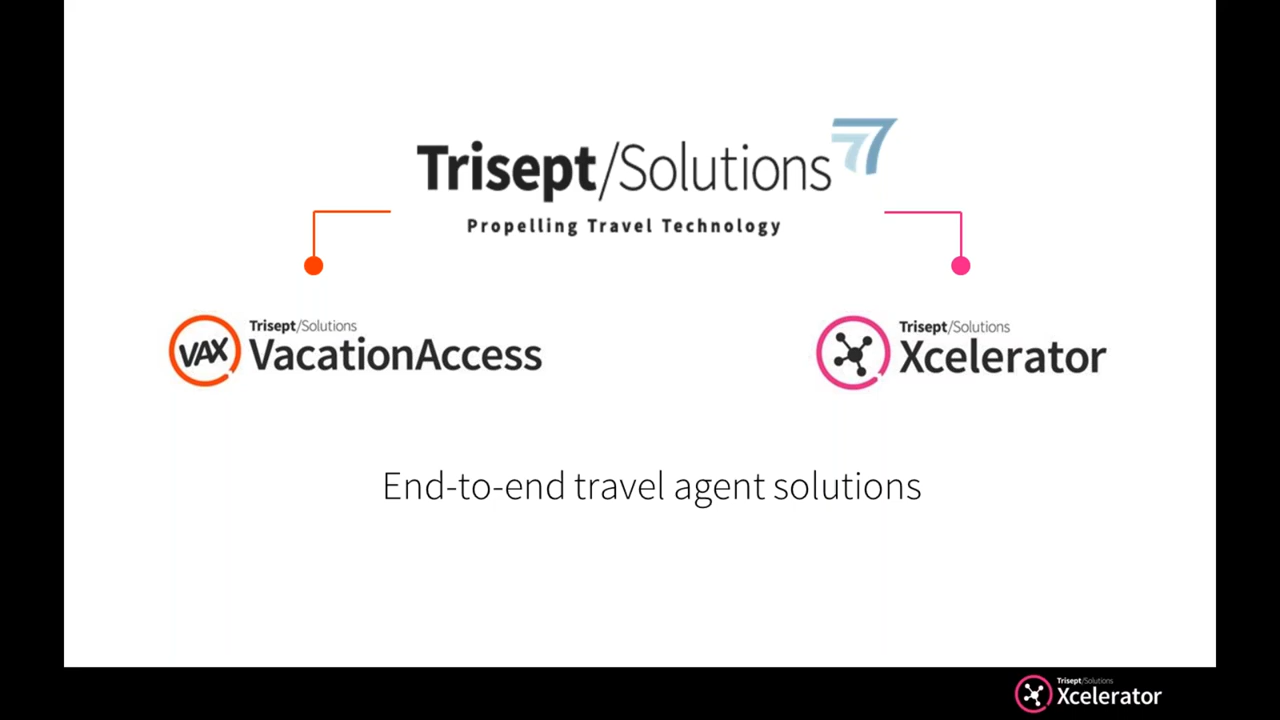 Trisept/Solutions
Propelling Travel Technology
VAX
Trisept/Solutions
VacationAccess
Trisept/Solutions
Xcelerator
End-to-end travel agent solutions
Trisept/Solutions
Xcelerator